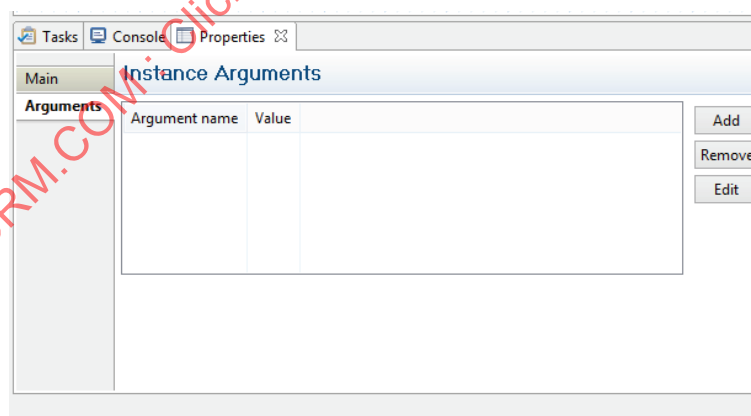 Tasks Console Properties
Instance Arguments
Main
Arguments
Argument name Value
Add
Remove
Edit
RM.COM : Clic